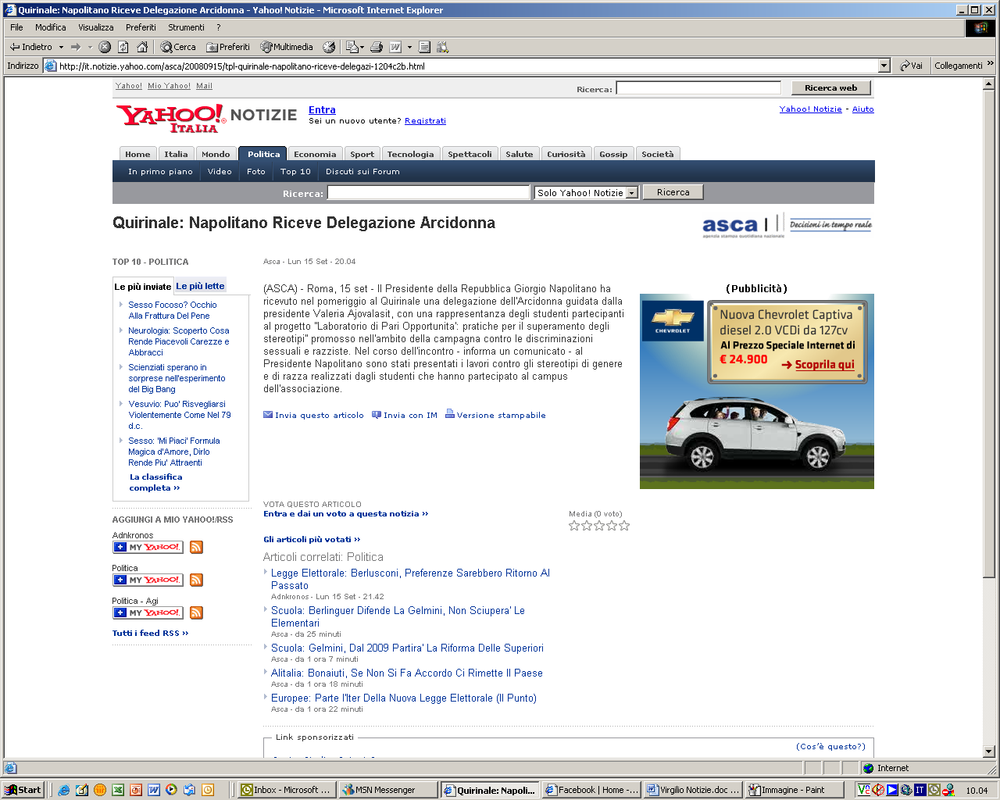 Quirinale: Napolitano Riceve Delegazione Arcidonna - Yahoo! Notizie - Microsoft Internet Explorer
File Modifica Visualizza Preferiti Strumenti ?
Indietro Cerca Preferiti Multimedia
Indirizzo http://it.notizie.yahoo.com/asca/20080915/tpl-quirinale-napolitano-riceve-delegazi-1204c2b.html Vai Collegamenti »
Yahoo! Mio Yahoo! Mail Ricerca: Ricerca web
YAHOO! ITALIA NOTIZIE
Entra
Sei un nuovo utente? Registrati
Yahoo! Notizie - Aiuto
Home Italia Mondo Politica Economia Sport Tecnologia Spettacoli Salute Curiosità Gossip Società
In primo piano Video Foto Top 10 Discuti sui Forum
Ricerca: Solo Yahoo! Notizie Ricerca
Quirinale: Napolitano Riceve Delegazione Arcidonna
asca Decisioni in tempo reale
agenzia stampa quotidiana nazionale
TOP 10 - POLITICA
Le più inviate Le più lette
Sesso Focoso? Occhio
Alla Frattura Del Pene
Neurologia: Scoperto Cosa
Rende Piacevoli Carezze e
Abbracci
Scienziati sperano in
sorprese nell'esperimento
del Big Bang
Vesuvio: Puo' Risvegliarsi
Violentemente Come Nel 79
d.c.
Sesso: 'Mi Piaci' Formula
Magica d'Amore, Dirlo
Rende Piu' Attraenti
La classifica
completa »
AGGIUNGI A MIO YAHOO!/RSS
Adnkronos
MY YAHOO!
Politica
MY YAHOO!
Politica - Agi
MY YAHOO!
Tutti i feed RSS »
Asca - Lun 15 Set - 20.04
(ASCA) - Roma, 15 set - Il Presidente della Repubblica Giorgio Napolitano ha
ricevuto nel pomeriggio al Quirinale una delegazione dell'Arcidonna guidata dalla
presidente Valeria Ajovalasit, con una rappresentanza degli studenti partecipanti
al progetto "Laboratorio di Pari Opportunita': pratiche per il superamento degli
stereotipi" promosso nell'ambito della campagna contro le discriminazioni
sessuali e razziste. Nel corso dell'incontro - informa un comunicato - al
Presidente Napolitano sono stati presentati i lavori contro gli stereotipi di genere
e di razza realizzati dagli studenti che hanno partecipato al campus
dell'associazione.
Invia questo articolo Invia con IM Versione stampabile
(Pubblicità)
CHEVROLET
Nuova Chevrolet Captiva
diesel 2.0 VCDi da 127cv
Al Prezzo Speciale Internet di
€ 24.900 → Scoprila qui
VOTA QUESTO ARTICOLO
Entra e dai un voto a questa notizia »
Media (0 voto)
Gli articoli più votati »
Articoli correlati: Politica
Legge Elettorale: Berlusconi, Preferenze Sarebbero Ritorno Al
Passato
Adnkronos - Lun 15 Set - 21.42
Scuola: Berlinguer Difende La Gelmini, Non Sciupera' Le
Elementari
Asca - da 25 minuti
Scuola: Gelmini, Dal 2009 Partira' La Riforma Delle Superiori
Asca - da 1 ora 7 minuti
Alitalia: Bonaiuti, Se Non Si Fa Accordo Ci Rimette Il Paese
Asca - da 1 ora 18 minuti
Europee: Parte l'Iter Della Nuova Legge Elettorale (Il Punto)
Asca - da 1 ora 22 minuti
Link sponsorizzati
(Cos'è questo?)
Internet
Start Inbox - Microsoft ... MSN Messenger Quirinale: Napoli... Facebook | Home -... Virgilio Notizie.doc ... Immagine - Paint IT 10.04